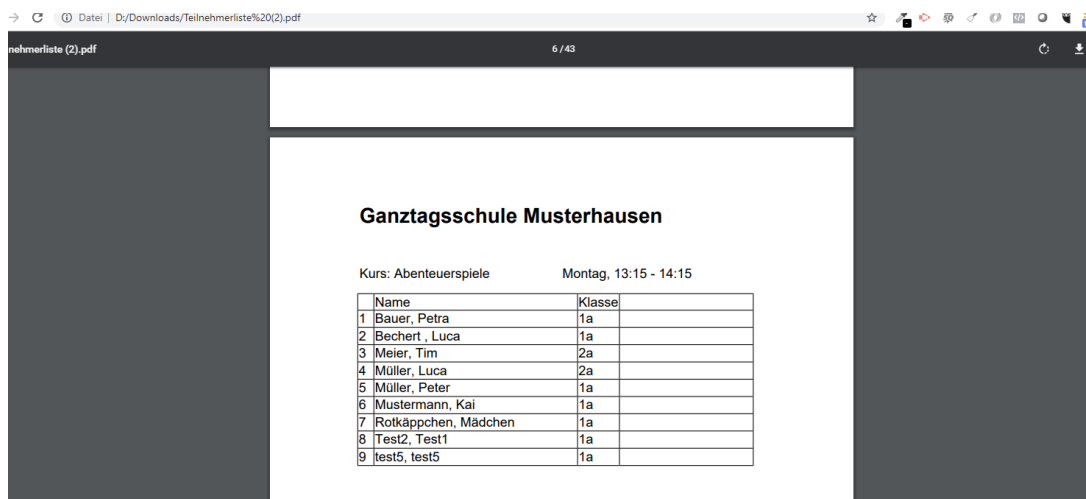 Datei | D:/Downloads/Teilnehmerliste%20(2).pdf
nehmerliste (2).pdf
6 / 43
Ganztagsschule Musterhausen
Kurs: Abenteuerspiele Montag, 13:15 - 14:15
Name Klasse
1 Bauer, Petra 1a
2 Bechert , Luca 1a
3 Meier, Tim 2a
4 Müller, Luca 2a
5 Müller, Peter 1a
6 Mustermann, Kai 1a
7 Rotkäppchen, Mädchen 1a
8 Test2, Test1 1a
9 test5, test5 1a